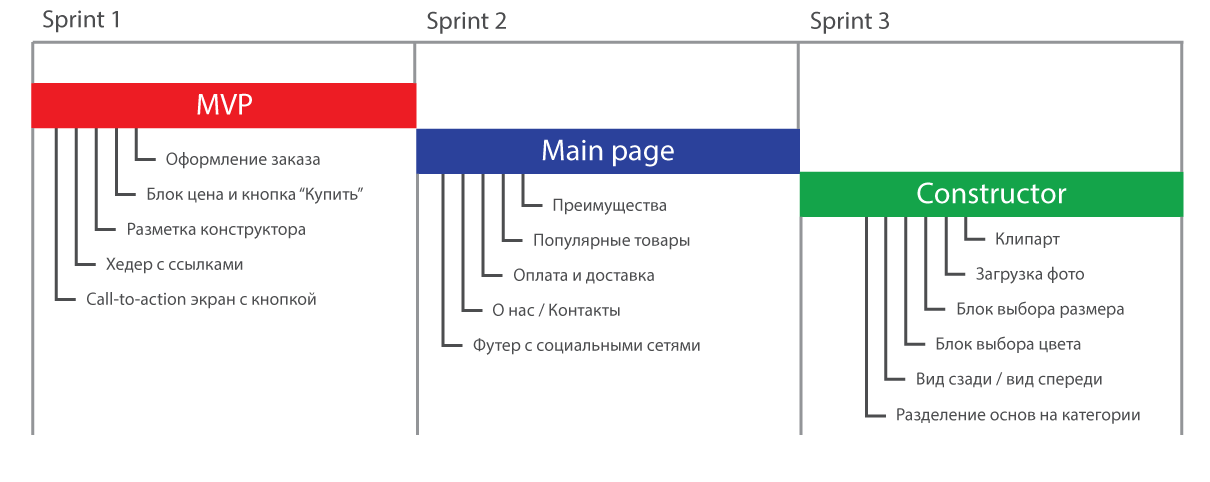 Sprint 1
Sprint 2
Sprint 3
MVP
Оформление заказа
Блок цена и кнопка “Купить”
Разметка конструктора
Хедер с ссылками
Call-to-action экран с кнопкой
Main page
Преимущества
Популярные товары
Оплата и доставка
О нас / Контакты
Футер с социальными сетями
Constructor
Клипарт
Загрузка фото
Блок выбора размера
Блок выбора цвета
Вид сзади / вид спереди
Разделение основ на категории